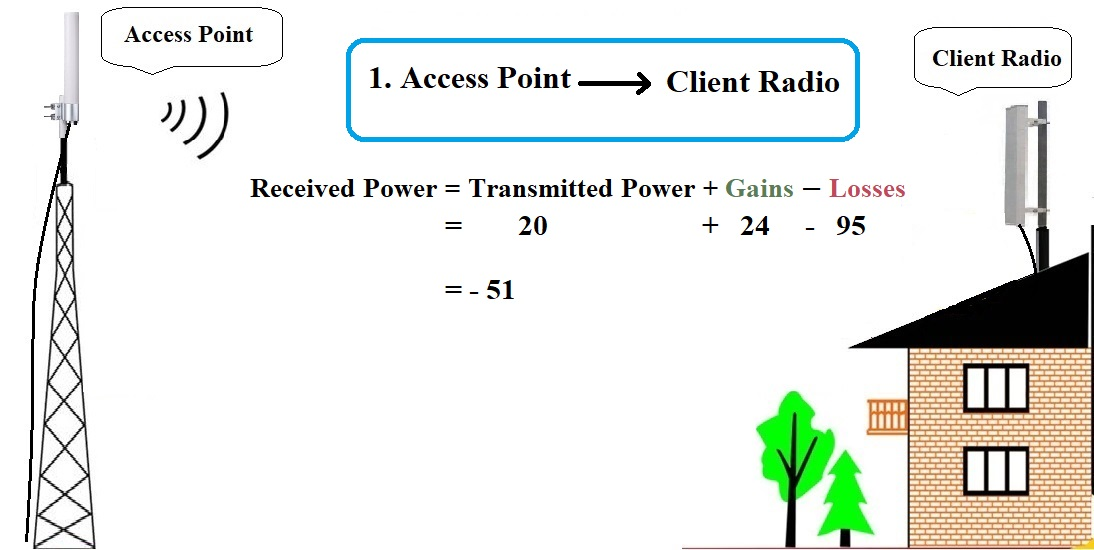 Access Point
Client Radio
1. Access Point → Client Radio
Received Power = Transmitted Power + Gains – Losses
= 20 + 24 - 95
= - 51